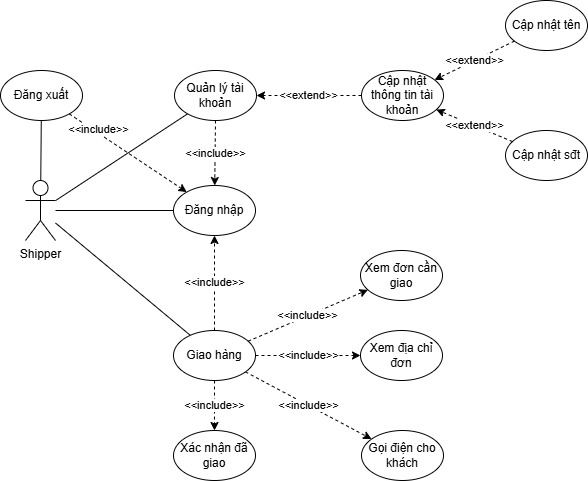 Cập nhật tên
<<extend>>
Đăng xuất
Quản lý tài
khoản
<<extend>>
Cập nhật
thông tin tài
khoản
<<include>>
<<include>>
<<extend>>
Cập nhật sđt
Đăng nhập
Shipper
<<include>>
Xem đơn cần
giao
<<include>>
Giao hàng
<<include>>
Xem địa chỉ
đơn
<<include>>
<<include>>
Xác nhận đã
giao
Gọi điện cho
khách